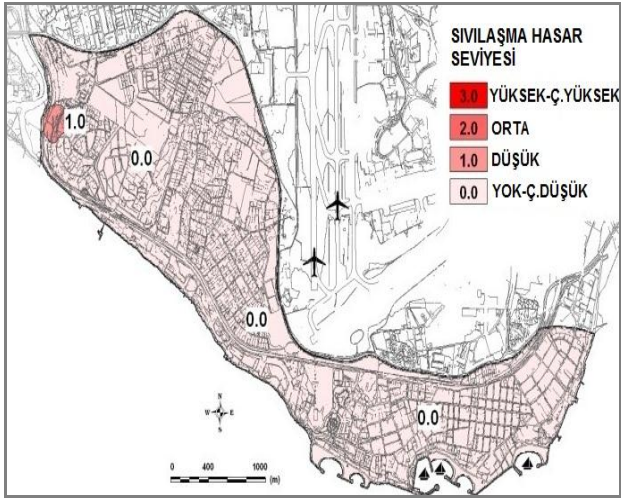 SIVILAŞMA HASAR
SEVİYESİ
3.0 YÜKSEK-Ç.YÜKSEK
2.0 ORTA
1.0 DÜŞÜK
0.0 YOK-Ç.DÜŞÜK
1.0
0.0
0.0
0.0
N
W E
S
0 400 1000
(m)